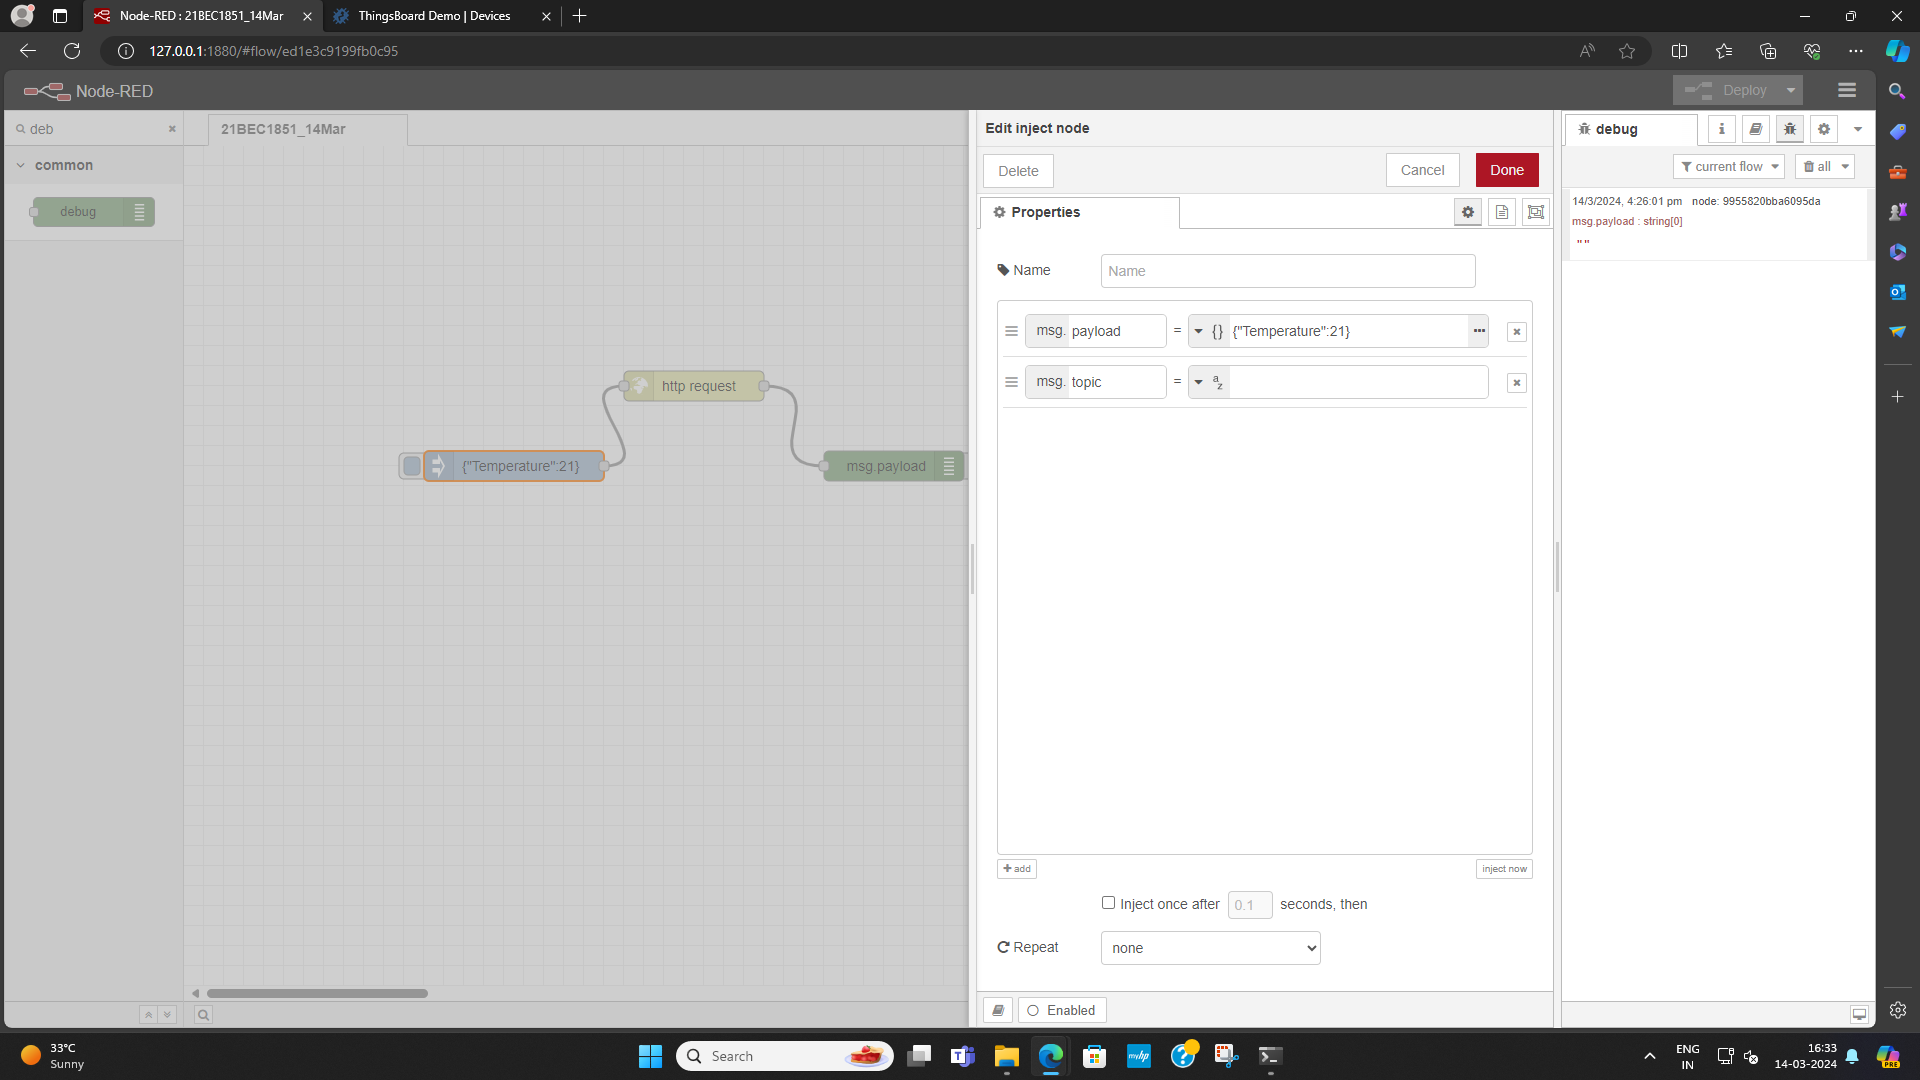 Node-RED : 21BEC1851_14Mar
ThingsBoard Demo | Devices
127.0.0.1:1880/#flow/ed1e3c9199fb0c95
Node-RED
Deploy
deb
common
debug
21BEC1851_14Mar
http request
{"Temperature":21}
msg.payload
Edit inject node
Delete
Cancel
Done
Properties
Name
Name
msg. payload = {} {"Temperature":21}
msg. topic = az
add
inject now
Inject once after 0.1 seconds, then
Repeat none
Enabled
debug
current flow
all
14/3/2024, 4:26:01 pm node: 9955820bba6095da
msg.payload : string[0]
""
33°C
Sunny
Search
myhp
ENG
IN
16:33
14-03-2024
PRE